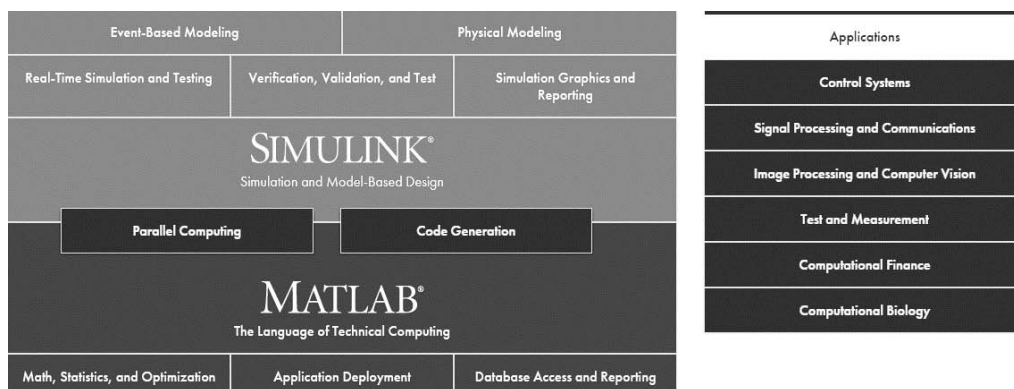 Event-Based Modeling
Physical Modeling
Real-Time Simulation and Testing
Verification, Validation, and Test
Simulation Graphics and
Reporting
SIMULINK®
Simulation and Model-Based Design
Parallel Computing
Code Generation
MATLAB®
The Language of Technical Computing
Math, Statistics, and Optimization
Application Deployment
Database Access and Reporting
Applications
Control Systems
Signal Processing and Communications
Image Processing and Computer Vision
Test and Measurement
Computational Finance
Computational Biology